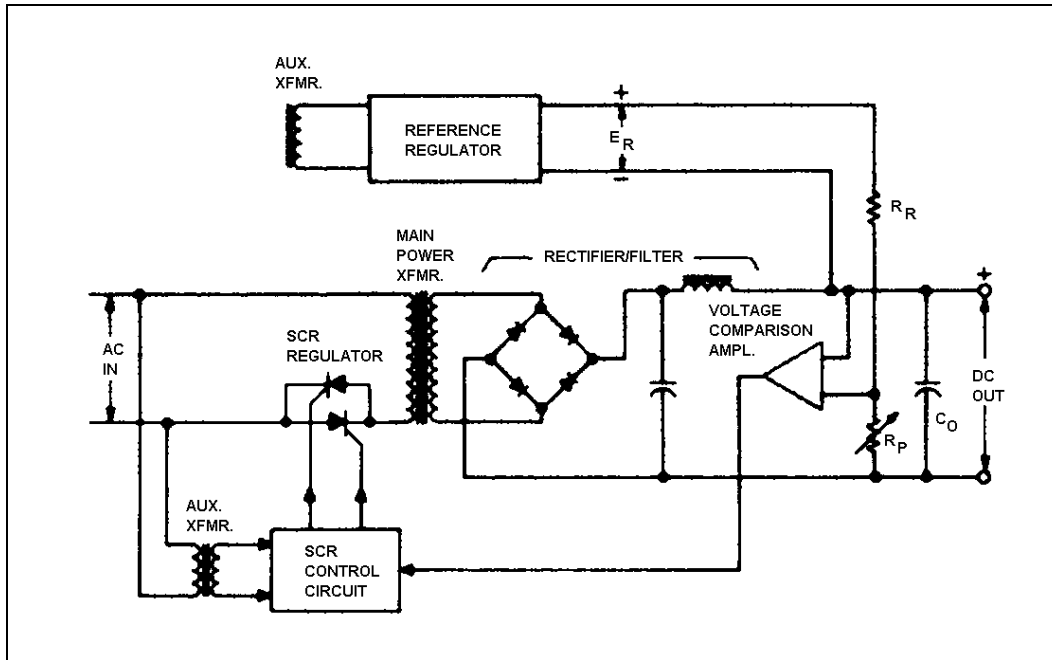 AUX.
XFMR.
REFERENCE
REGULATOR
+
E_R
−
R_R
MAIN
POWER
XFMR.
RECTIFIER/FILTER
+
VOLTAGE
COMPARISON
AMPL.
SCR
REGULATOR
AC
IN
DC
OUT
C_O
R_P
−
AUX.
XFMR.
SCR
CONTROL
CIRCUIT